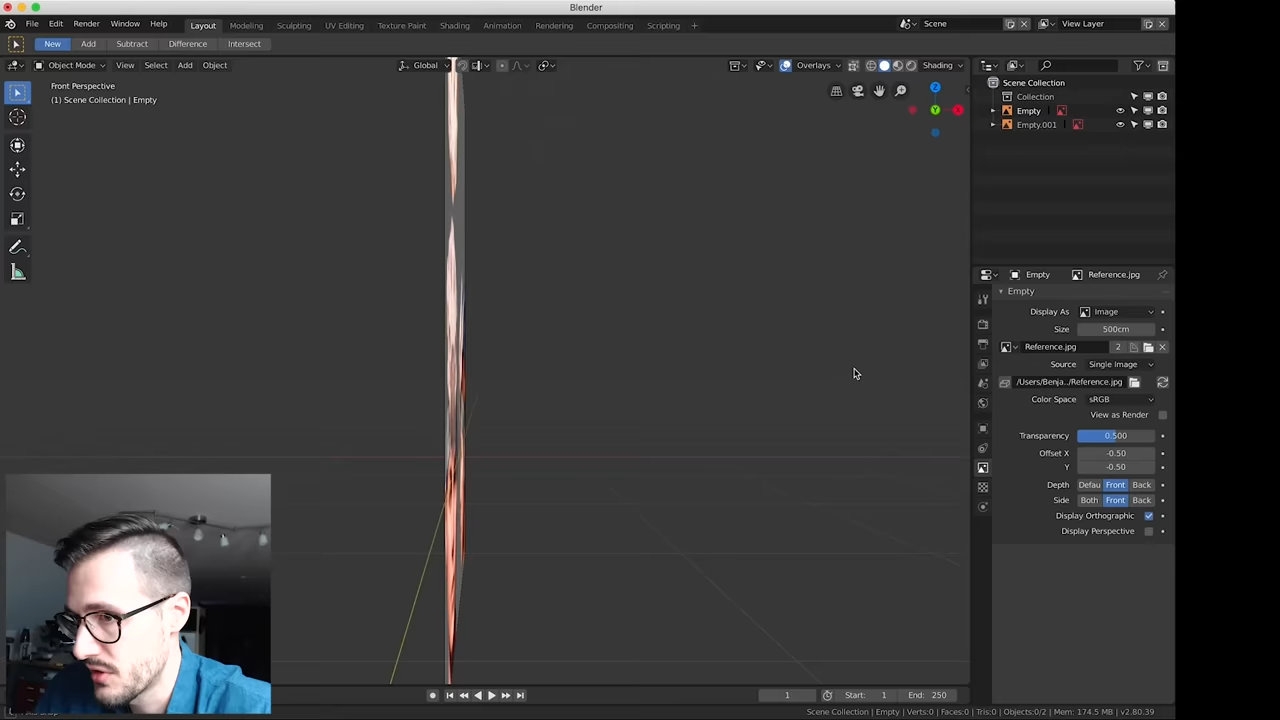 Blender
File Edit Render Window Help
Layout Modeling Sculpting UV Editing Texture Paint Shading Animation Rendering Compositing Scripting +
Scene
View Layer
New Add Subtract Difference Intersect
Object Mode View Select Add Object
Global
Overlays
Shading
Front Perspective
(1) Scene Collection | Empty
Z
Y
X
Scene Collection
Collection
Empty
Empty.001
Empty Reference.jpg
Empty
Display As Image
Size 500cm
Reference.jpg 2
Source Single Image
/Users/Benja../Reference.jpg
Color Space sRGB
View as Render
Transparency 0.500
Offset X -0.50
Y -0.50
Depth Defau Front Back
Side Both Front Back
Display Orthographic
Display Perspective
1 Start: 1 End: 250
Scene Collection | Empty | Verts:0 | Faces:0 | Tris:0 | Objects:0/2 | Mem: 174.5 MB | v2.80.39